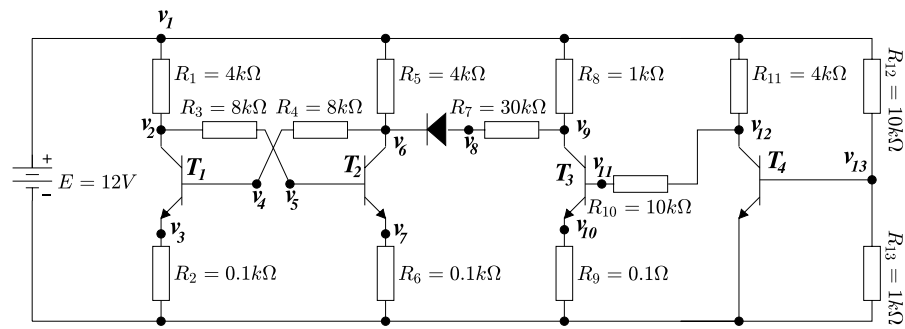 v1
R12 = 10kΩ
R1 = 4kΩ
R5 = 4kΩ
R8 = 1kΩ
R11 = 4kΩ
R3 = 8kΩ
R4 = 8kΩ
R7 = 30kΩ
v2
v6
v8
v9
v12
+
E = 12V
-
T1
T2
T3
T4
v11
v13
v4
v5
R10 = 10kΩ
v3
v7
v10
R2 = 0.1kΩ
R6 = 0.1kΩ
R9 = 0.1Ω
R13 = 1kΩ